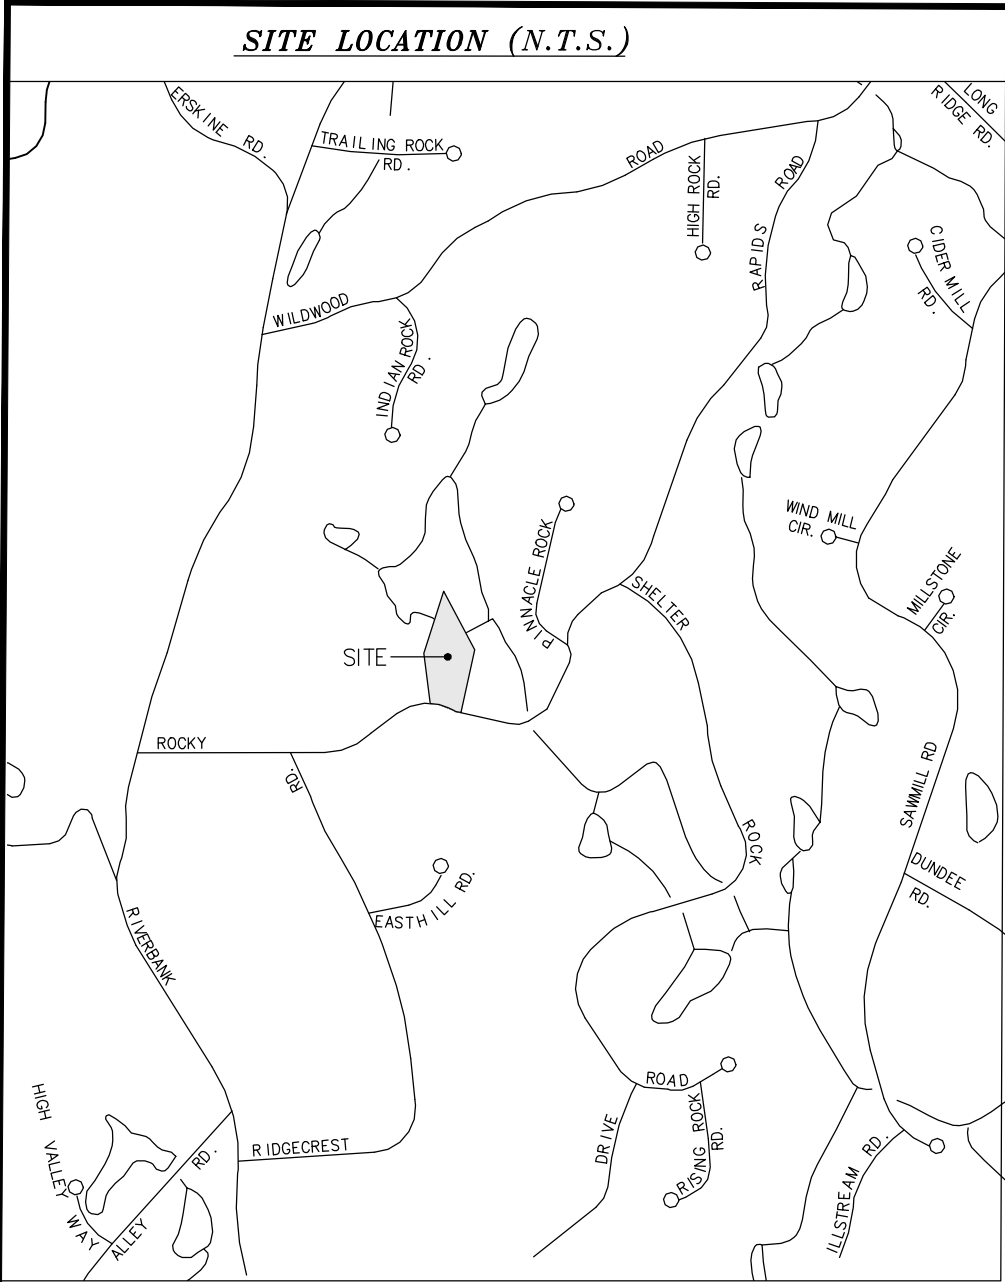 SITE LOCATION (N.T.S.)
ERSKINE RD.
TRAILING ROCK
RD.
LONG
RIDGE RD.
ROAD
HIGH ROCK
RD.
ROAD
RAPIDS
CIDER MILL
RD.
WILDWOOD
INDIAN ROCK
RD.
WIND MILL
CIR.
PINNACLE ROCK
MILLSTONE
CIR.
SHELTER
SITE
ROCKY
RD.
SAWMILL RD
ROCK
DUNDEE
RD.
EASTHILL RD.
RIVERBANK
HIGH VALLEY WAY
ROAD
RISING ROCK
RD.
DRIVE
RIDGECREST
RD.
ALLEY
ILLSTREAM RD.